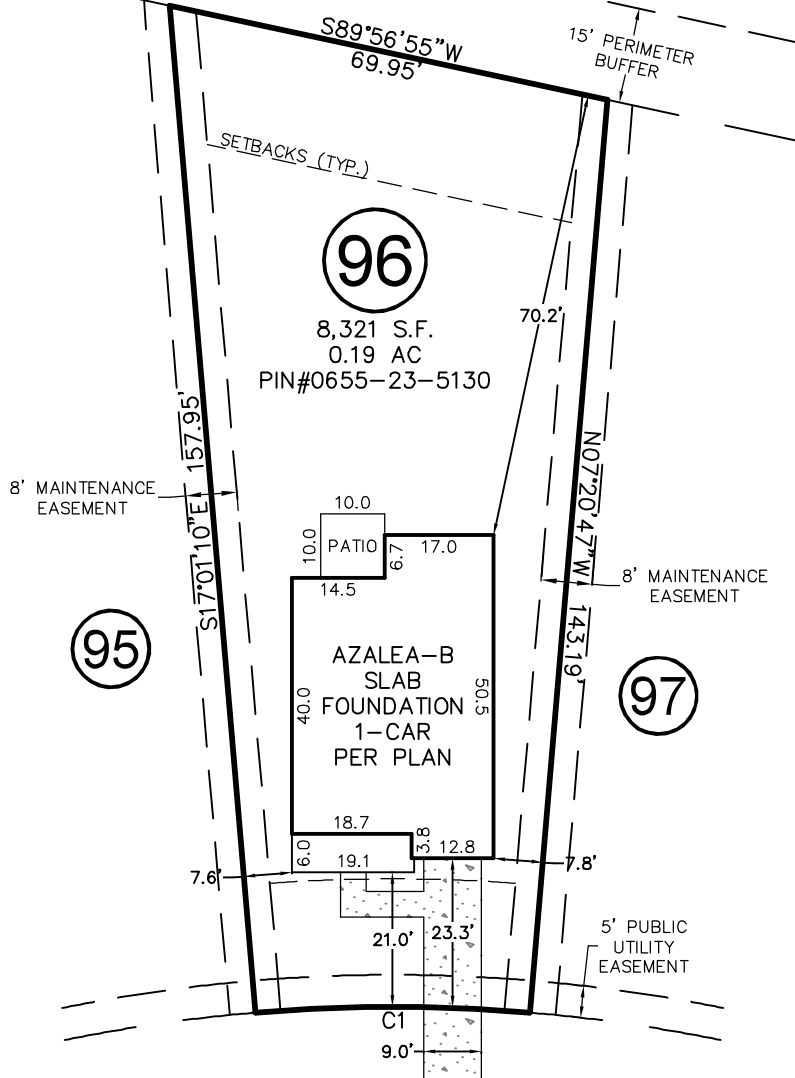 S89°56'55"W
69.95'
15' PERIMETER
BUFFER
SETBACKS (TYP.)
96
8,321 S.F.
0.19 AC
PIN#0655-23-5130
70.2'
S17°01'10"E 157.95'
N07°20'47"W 143.19'
8' MAINTENANCE
EASEMENT
8' MAINTENANCE
EASEMENT
10.0
10.0
PATIO
6.7
17.0
14.5
95
97
AZALEA-B
SLAB
FOUNDATION
1-CAR
PER PLAN
40.0
50.5
18.7
3.8
12.8
6.0
19.1
7.6'
7.8'
21.0'
23.3'
5' PUBLIC
UTILITY
EASEMENT
C1
9.0'